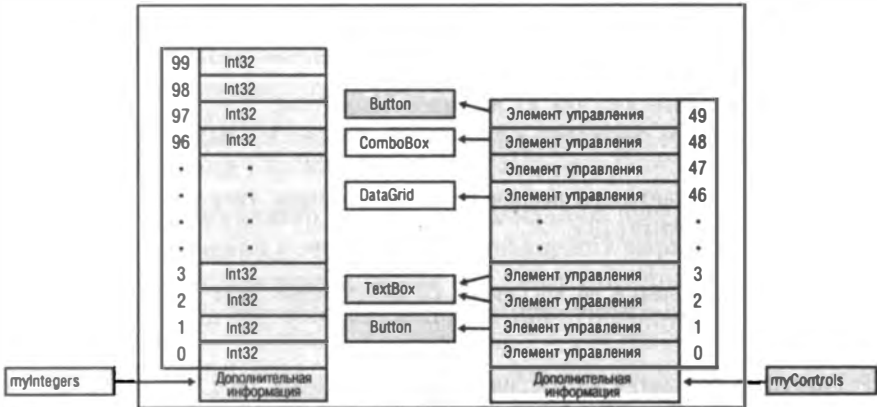 99 Int32
98 Int32
97 Int32
96 Int32
3 Int32
2 Int32
1 Int32
0 Int32
Дополнительная
информация
myIntegers
Button
ComboBox
DataGrid
TextBox
Button
Элемент управления 49
Элемент управления 48
Элемент управления 47
Элемент управления 46
Элемент управления 3
Элемент управления 2
Элемент управления 1
Элемент управления 0
Дополнительная
информация
myControls